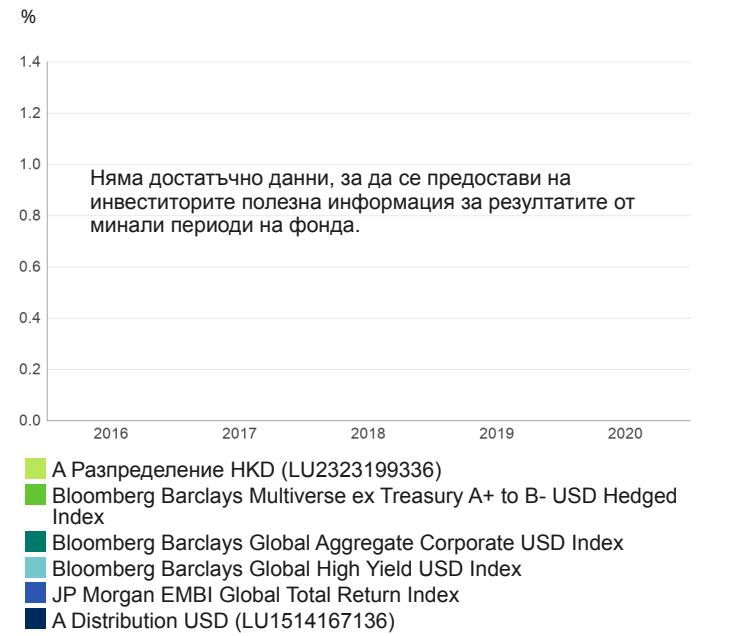 %
1.4
1.2
1.0
Няма достатъчно данни, за да се предостави на
инвеститорите полезна информация за резултатите от
минали периоди на фонда.
0.8
0.6
0.4
0.2
0.0
2016 2017 2018 2019 2020
А Разпределение HKD (LU2323199336)
Bloomberg Barclays Multiverse ex Treasury A+ to B- USD Hedged
Index
Bloomberg Barclays Global Aggregate Corporate USD Index
Bloomberg Barclays Global High Yield USD Index
JP Morgan EMBI Global Total Return Index
A Distribution USD (LU1514167136)